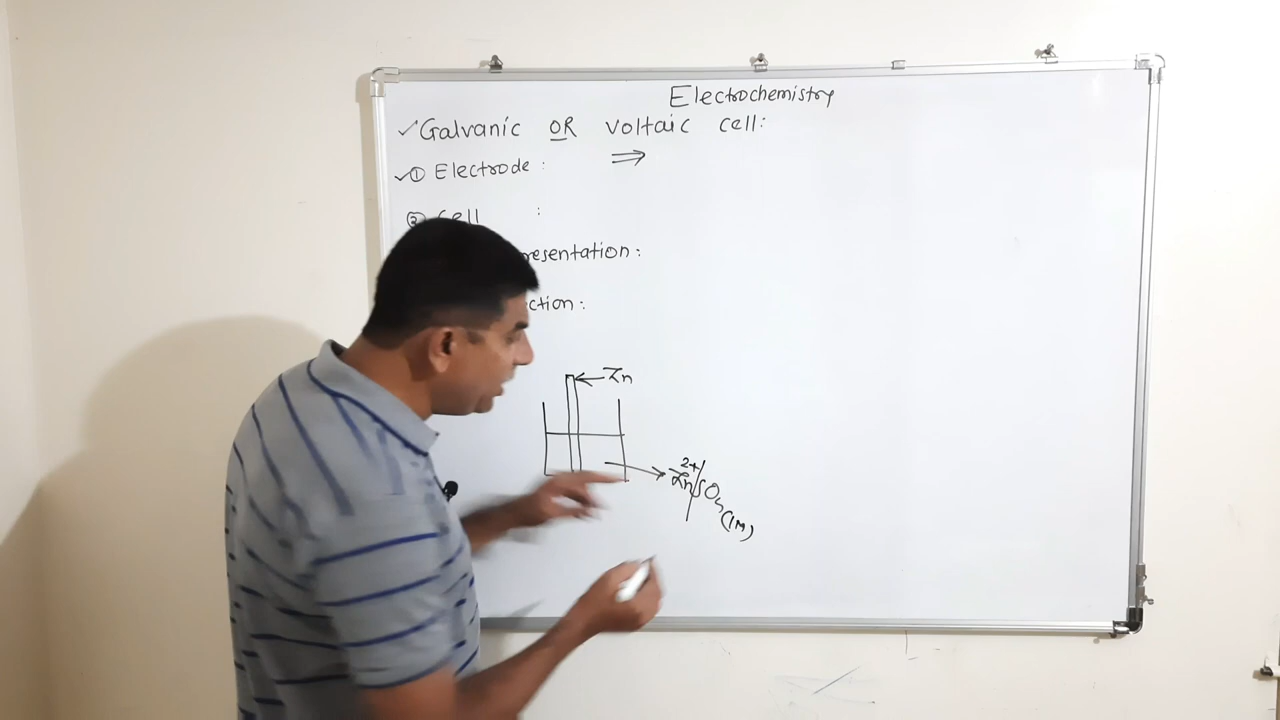 Electrochemistry
✓Galvanic OR voltaic cell:
✓① Electrode : ⇒
② Cell :
resentation :
ction :
← Zn
→ Zn²⁺/SO₄
(1M)